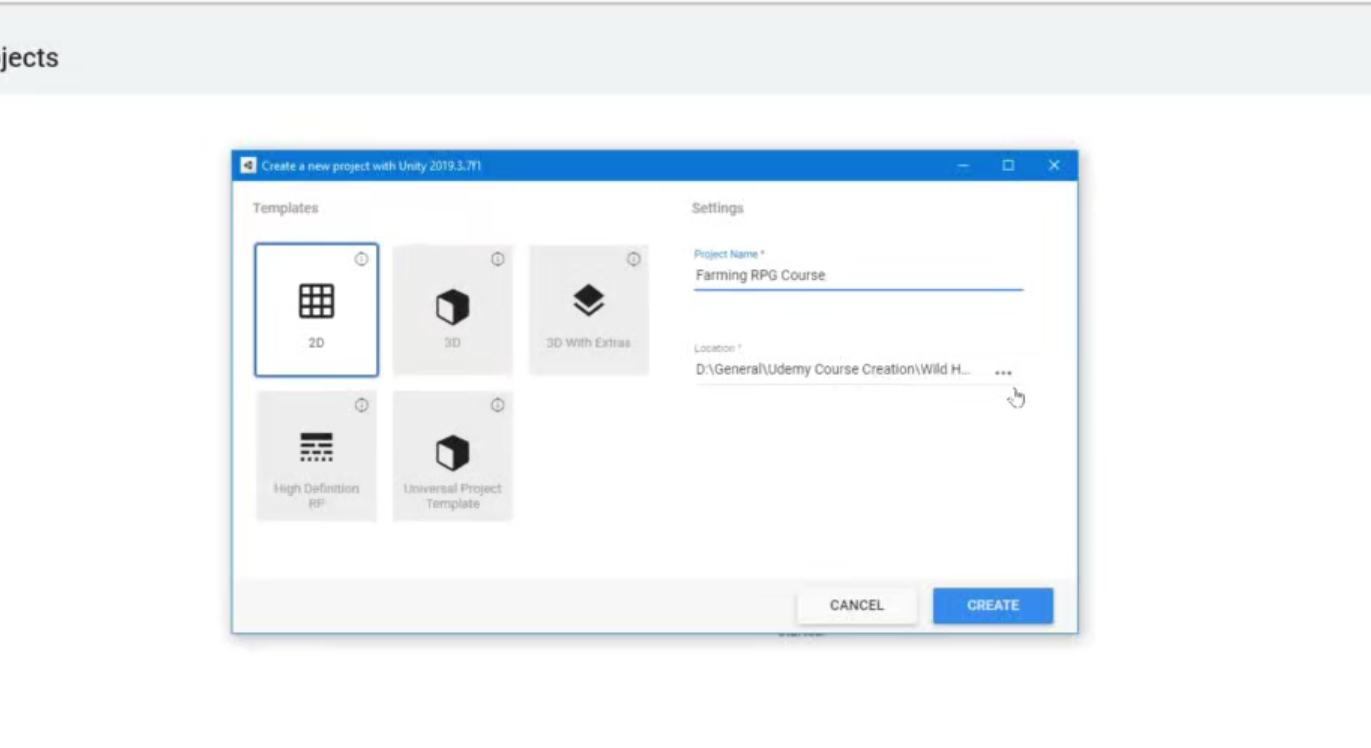 jects
Create a new project with Unity 2019.3.7f1
Templates
Settings
2D
3D
3D With Extras
High Definition
RP
Universal Project
Template
Project Name *
Farming RPG Course
Location *
D:\General\Udemy Course Creation\Wild H...
CANCEL
CREATE